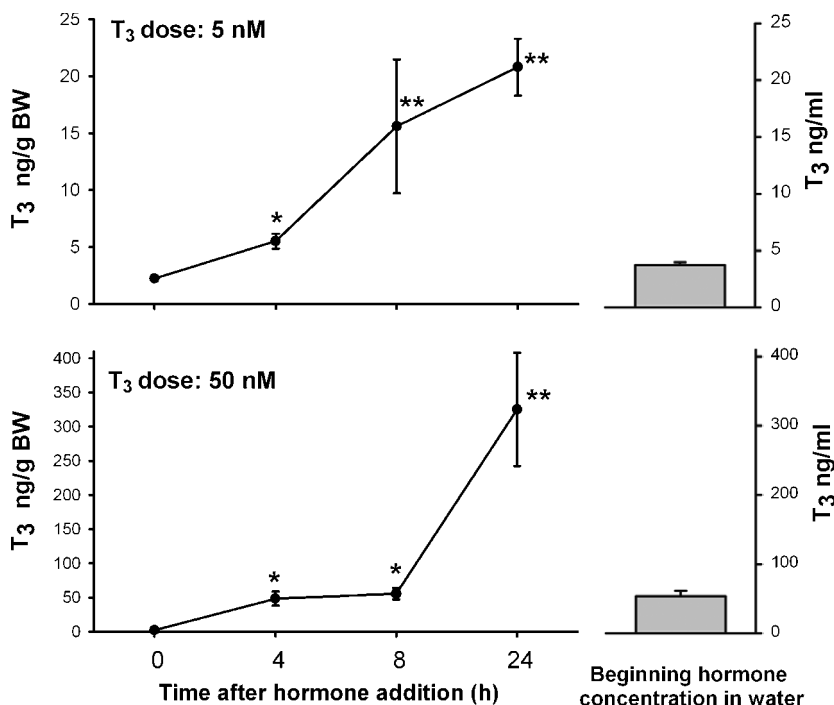 T3 dose: 5 nM
T3 ng/g BW
25
20
15
10
5
0
* ** **
25
20
15
10
5
0
T3 ng/ml
T3 dose: 50 nM
T3 ng/g BW
400
350
300
250
200
150
100
50
0
* * **
0 4 8 24
Time after hormone addition (h)
400
300
200
100
0
T3 ng/ml
Beginning hormone
concentration in water